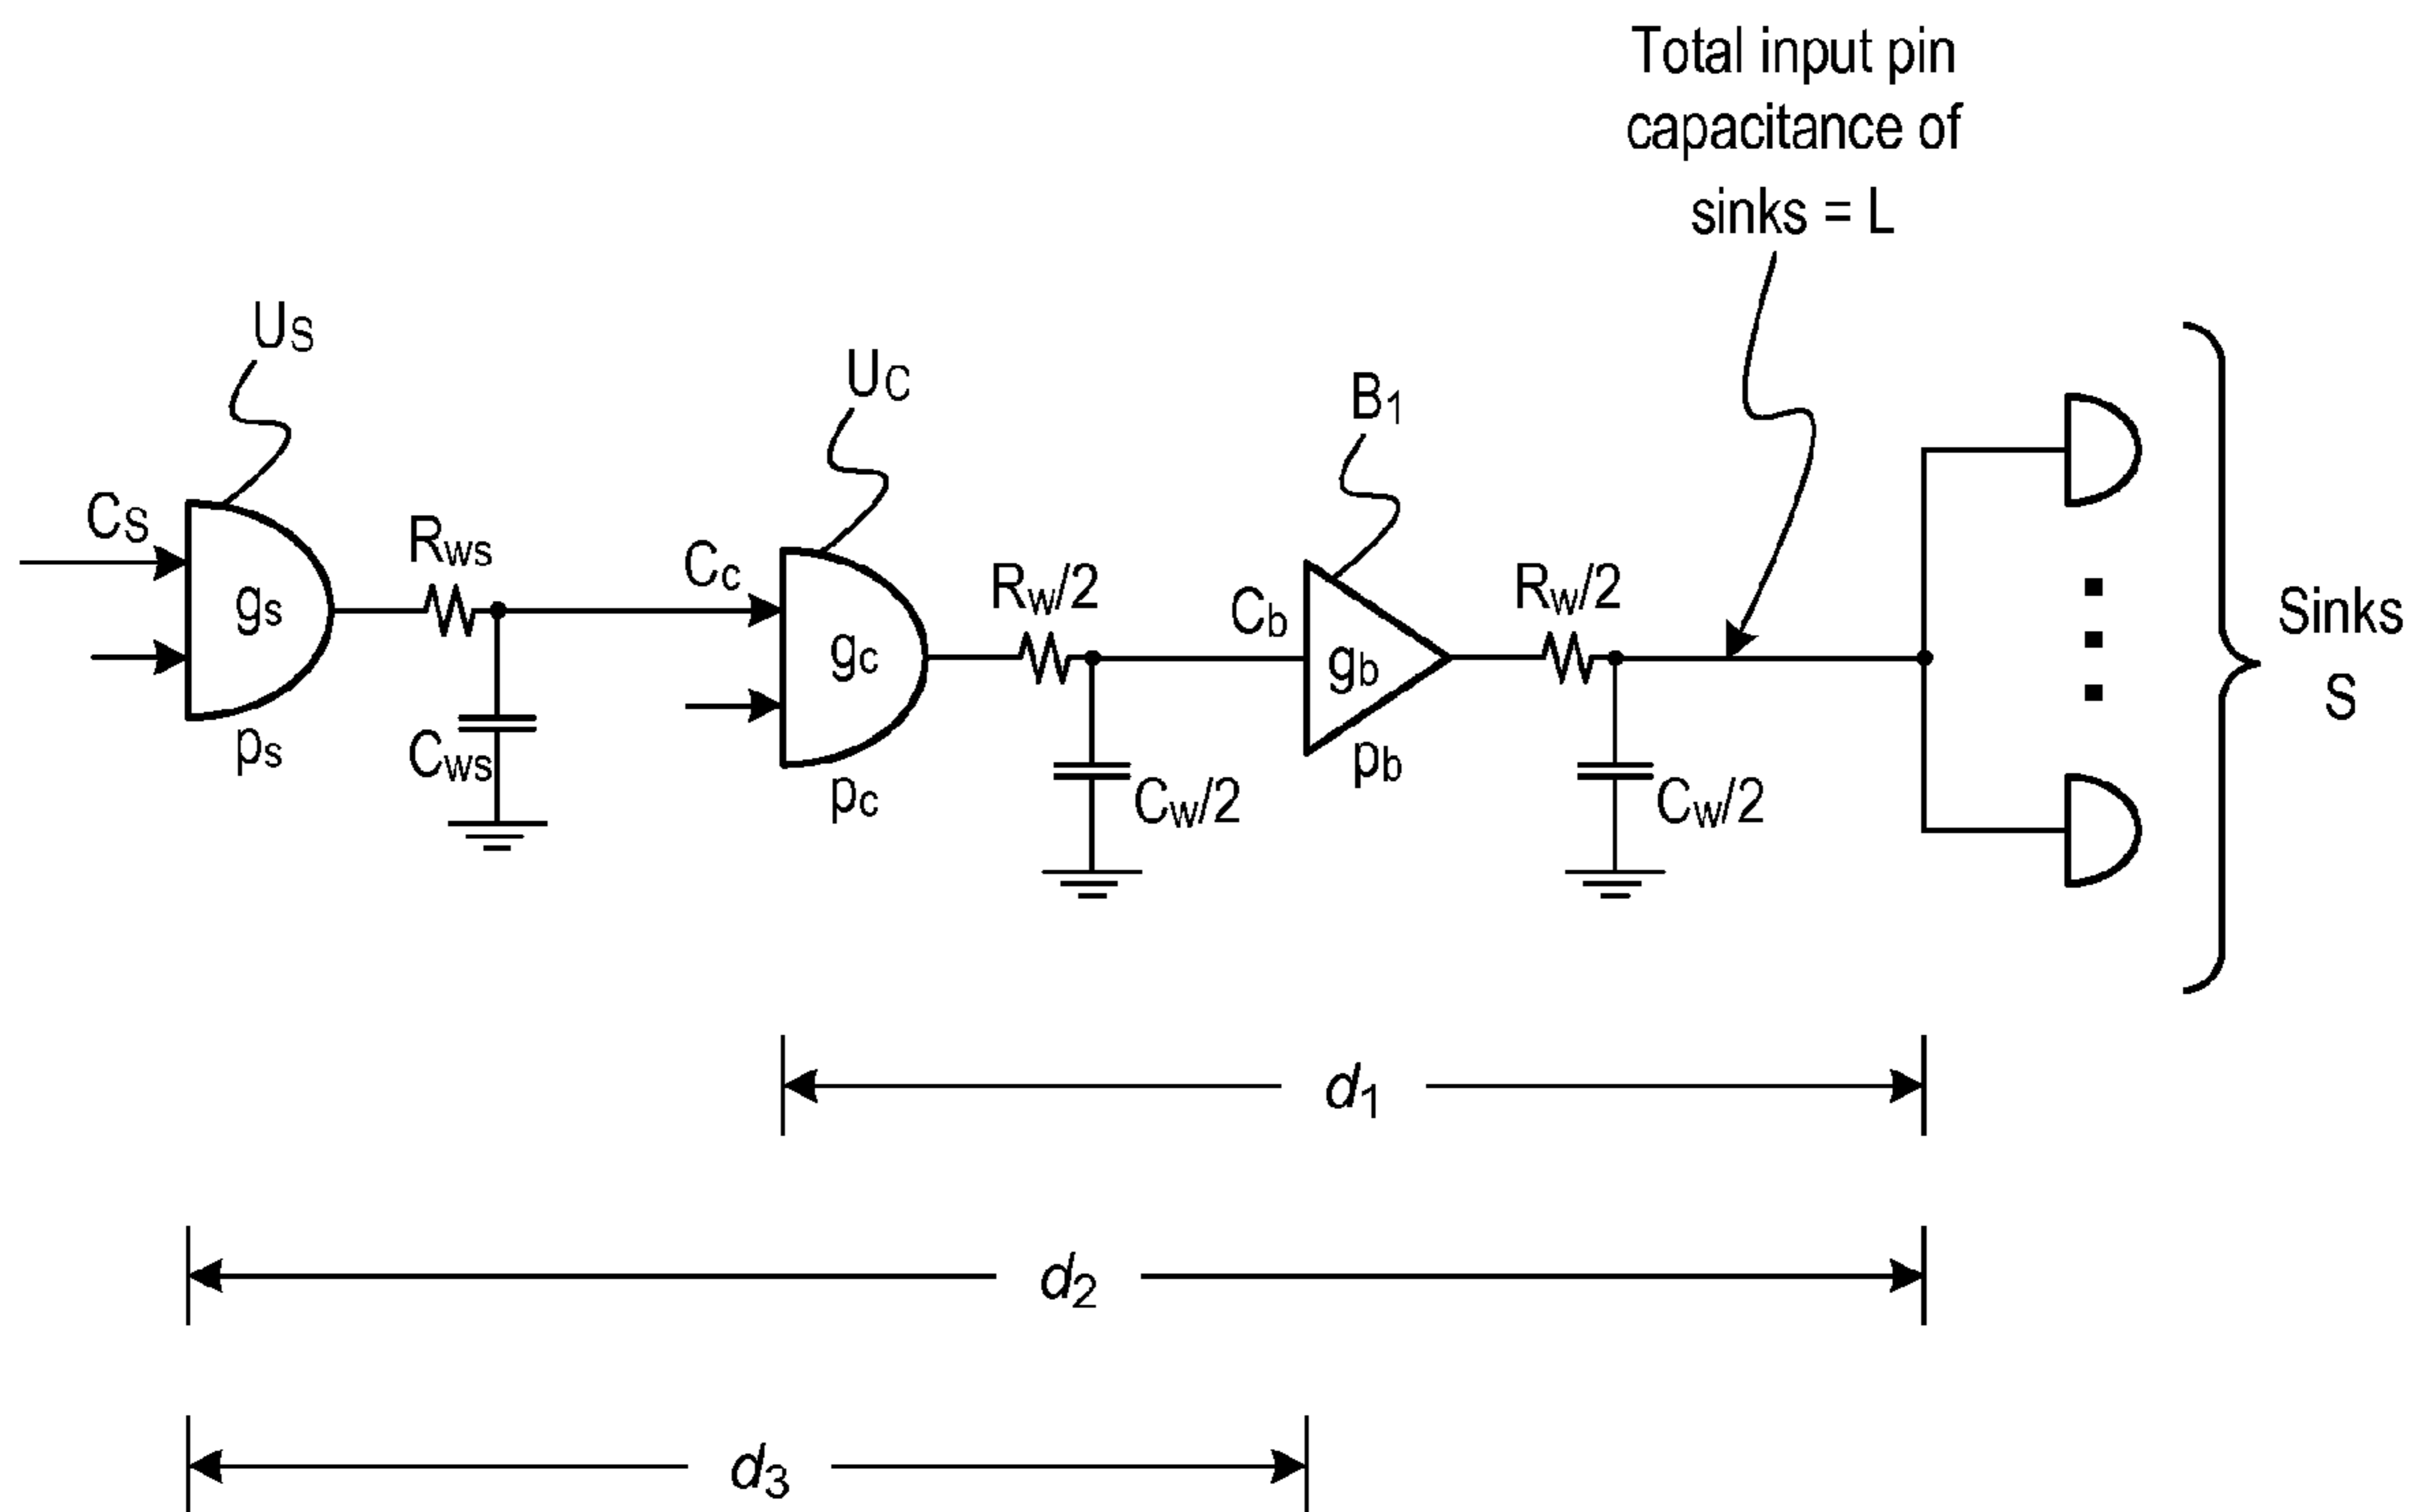 Total input pin
capacitance of
sinks = L
US
UC
B1
CS
gs
ps
Rws
Cws
Cc
gc
pc
Rw/2
Cw/2
Cb
gb
pb
Rw/2
Cw/2
Sinks
S
d1
d2
d3